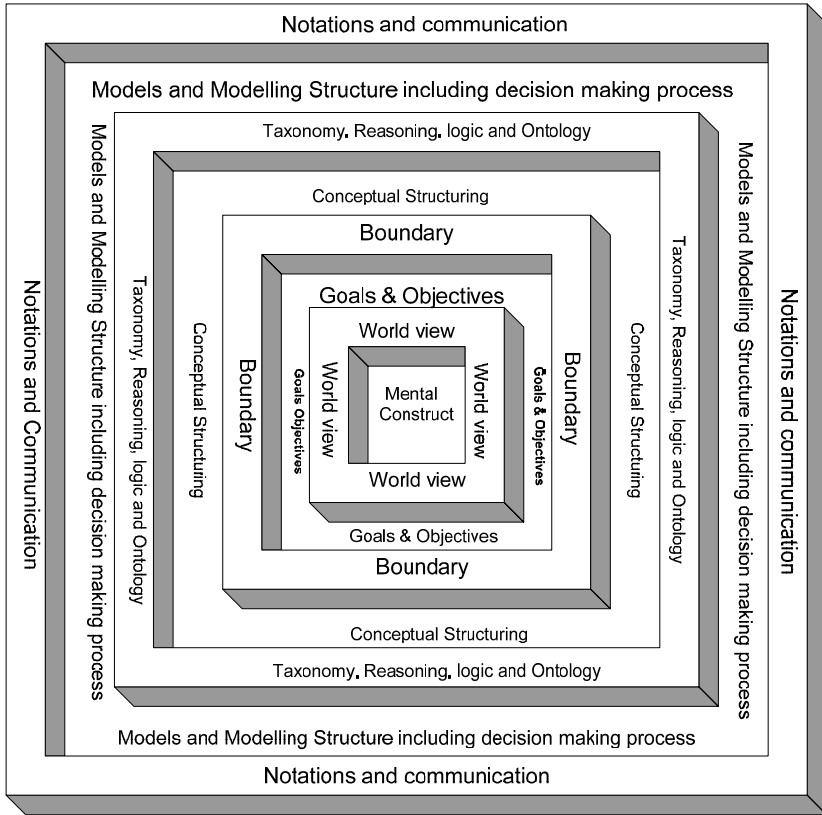 Notations and communication
Models and Modelling Structure including decision making process
Taxonomy. Reasoning. logic and Ontology
Conceptual Structuring
Boundary
Goals & Objectives
World view
Mental
Construct
World view
Goals & Objectives
Boundary
Conceptual Structuring
Taxonomy. Reasoning. logic and Ontology
Models and Modelling Structure including decision making process
Notations and communication
Notations and Communication
Models and Modelling Structure including decision making process
Taxonomy, Reasoning, logic and Ontology
Conceptual Structuring
Boundary
Goals Objectives
World view
World view
Goals & Objectives
Boundary
Conceptual Structuring
Taxonomy, Reasoning, logic and Ontology
Models and Modelling Structure including decision making process
Notations and communication